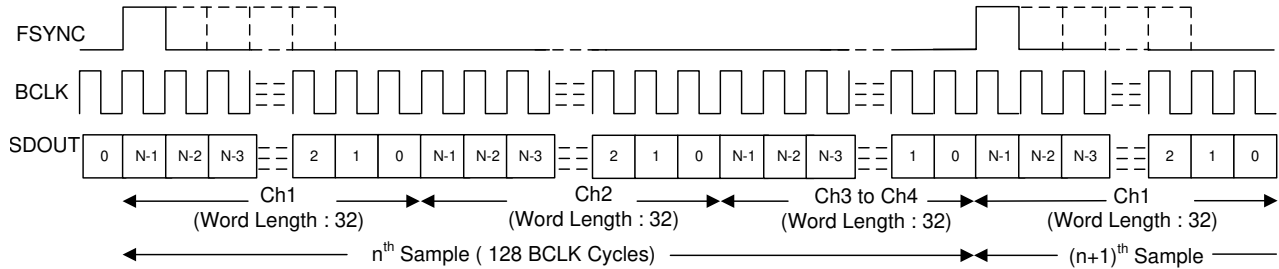 FSYNC
BCLK
SDOUT
0 N-1 N-2 N-3 2 1 0 N-1 N-2 N-3 2 1 0 N-1 N-2 N-3 1 0 N-1 N-2 N-3 2 1 0
Ch1 Ch2 Ch3 to Ch4 Ch1
(Word Length : 32) (Word Length : 32) (Word Length : 32) (Word Length : 32)
nth Sample ( 128 BCLK Cycles) (n+1)th Sample